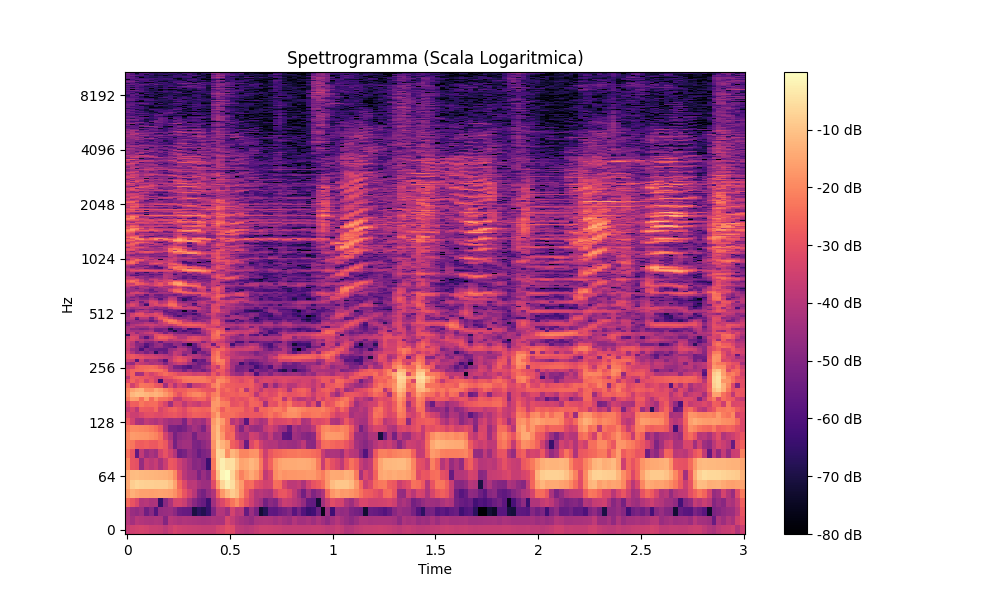 Spettrogramma (Scala Logaritmica)
8192
4096
2048
1024
512
256
128
64
0
Hz
0
0.5
1
1.5
2
2.5
3
Time
-10 dB
-20 dB
-30 dB
-40 dB
-50 dB
-60 dB
-70 dB
-80 dB